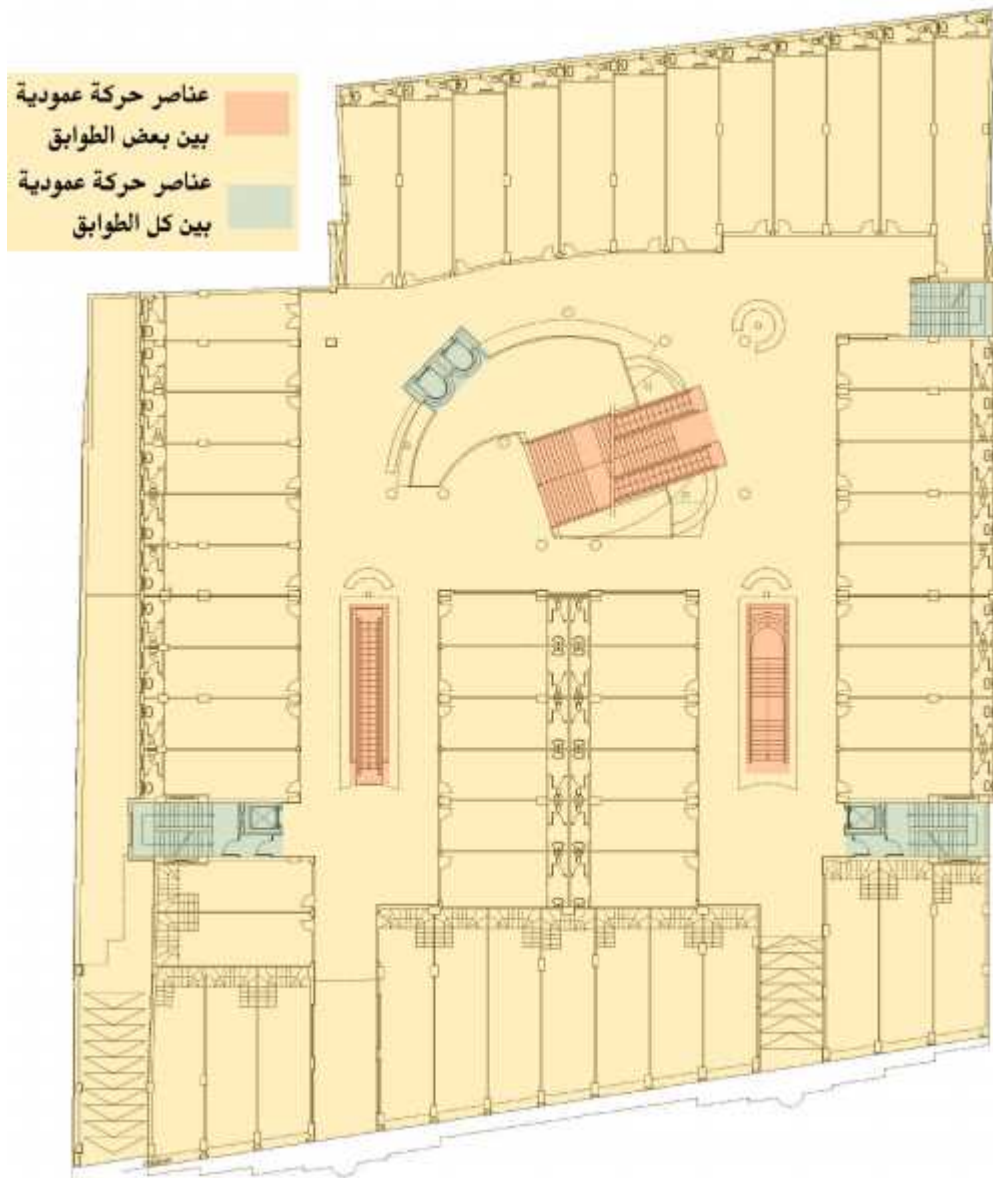 عناصر حركة عمودية
بين بعض الطوابق
عناصر حركة عمودية
بين كل الطوابق